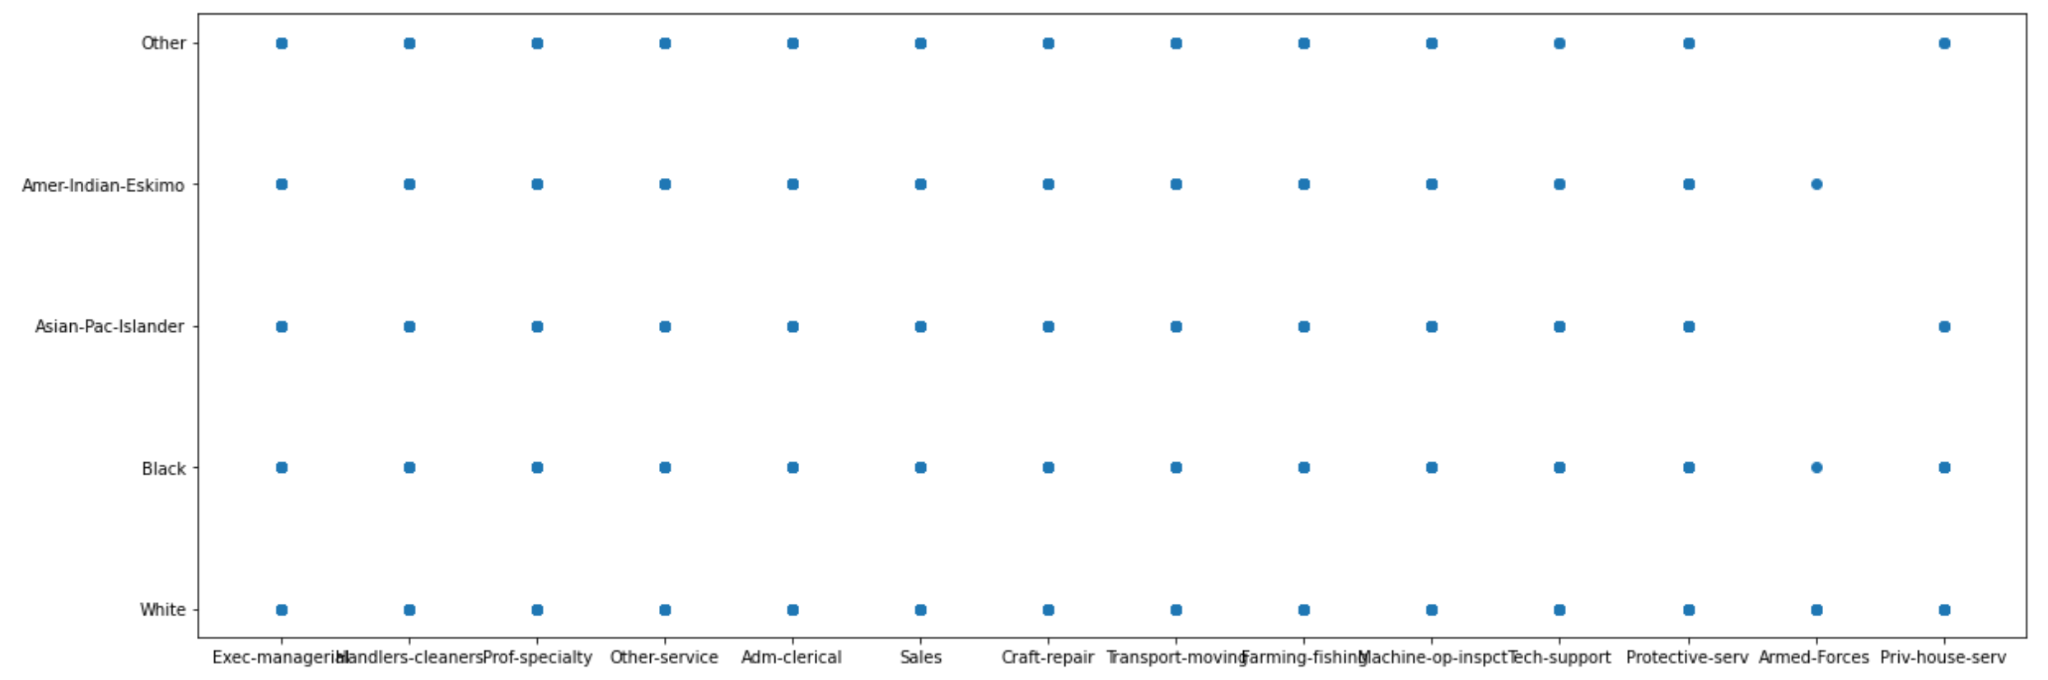 Other
Amer-Indian-Eskimo
Asian-Pac-Islander
Black
White
Exec-managerial Handlers-cleaners Prof-specialty Other-service Adm-clerical Sales Craft-repair Transport-moving Farming-fishing Machine-op-inspct Tech-support Protective-serv Armed-Forces Priv-house-serv